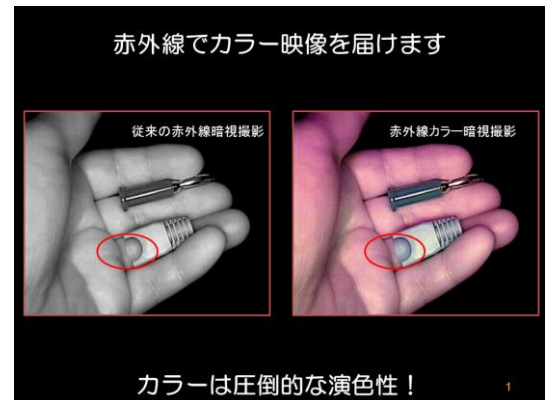 赤外線でカラー映像を届けます
従来の赤外線暗視撮影
赤外線カラー暗視撮影
カラーは圧倒的な演色性！
1